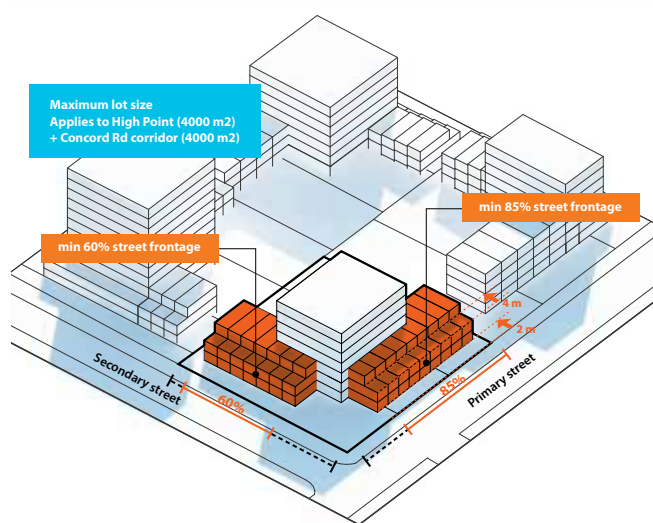 Maximum lot size
Applies to High Point (4000 m2)
+ Concord Rd corridor (4000 m2)
min 85% street frontage
min 60% street frontage
4 m
2 m
Secondary street
60%
85%
Primary street